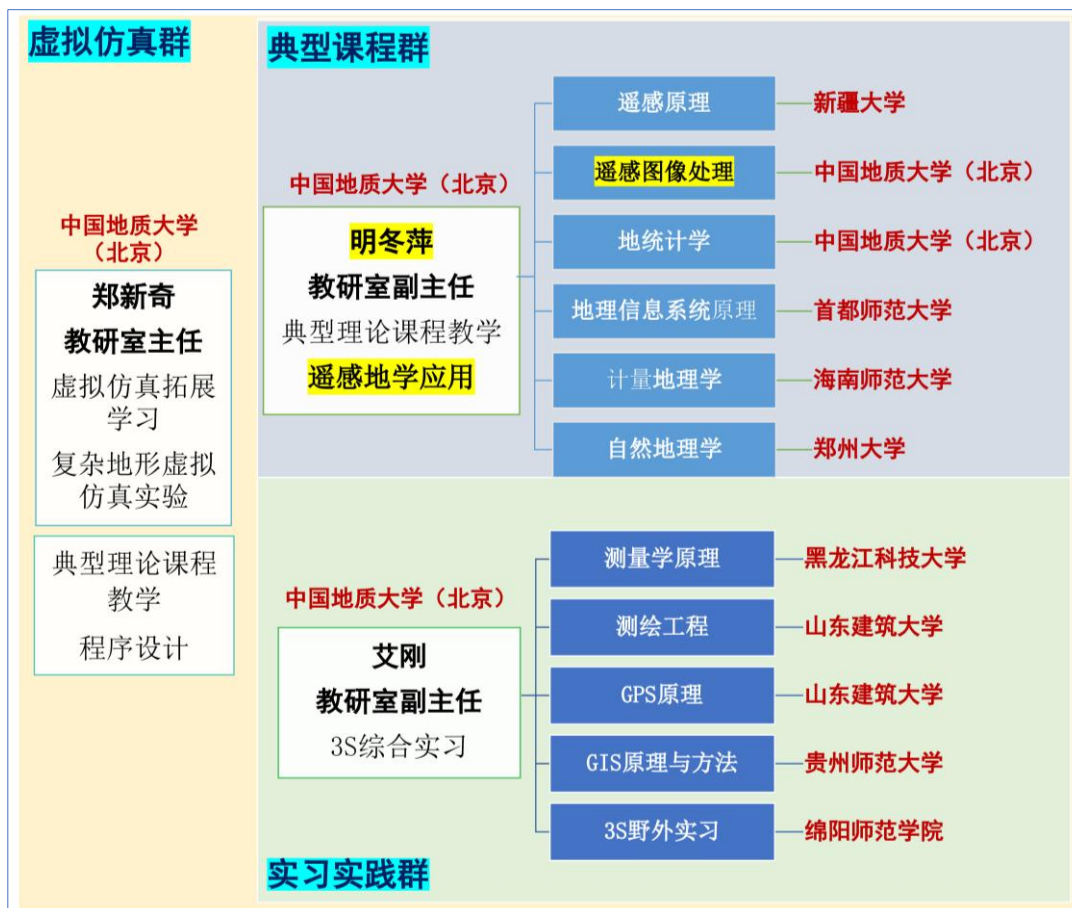 虚拟仿真群
中国地质大学
（北京）
郑新奇
教研室主任
虚拟仿真拓展
学习
复杂地形虚拟
仿真实验
典型理论课程
教学
程序设计
典型课程群
中国地质大学（北京）
明冬萍
教研室副主任
典型理论课程教学
遥感地学应用
遥感原理
新疆大学
遥感图像处理
中国地质大学（北京）
地统计学
中国地质大学（北京）
地理信息系统原理
首都师范大学
计量地理学
海南师范大学
自然地理学
郑州大学
中国地质大学（北京）
艾刚
教研室副主任
3S综合实习
测量学原理
黑龙江科技大学
测绘工程
山东建筑大学
GPS原理
山东建筑大学
GIS原理与方法
贵州师范大学
3S野外实习
绵阳师范学院
实习实践群